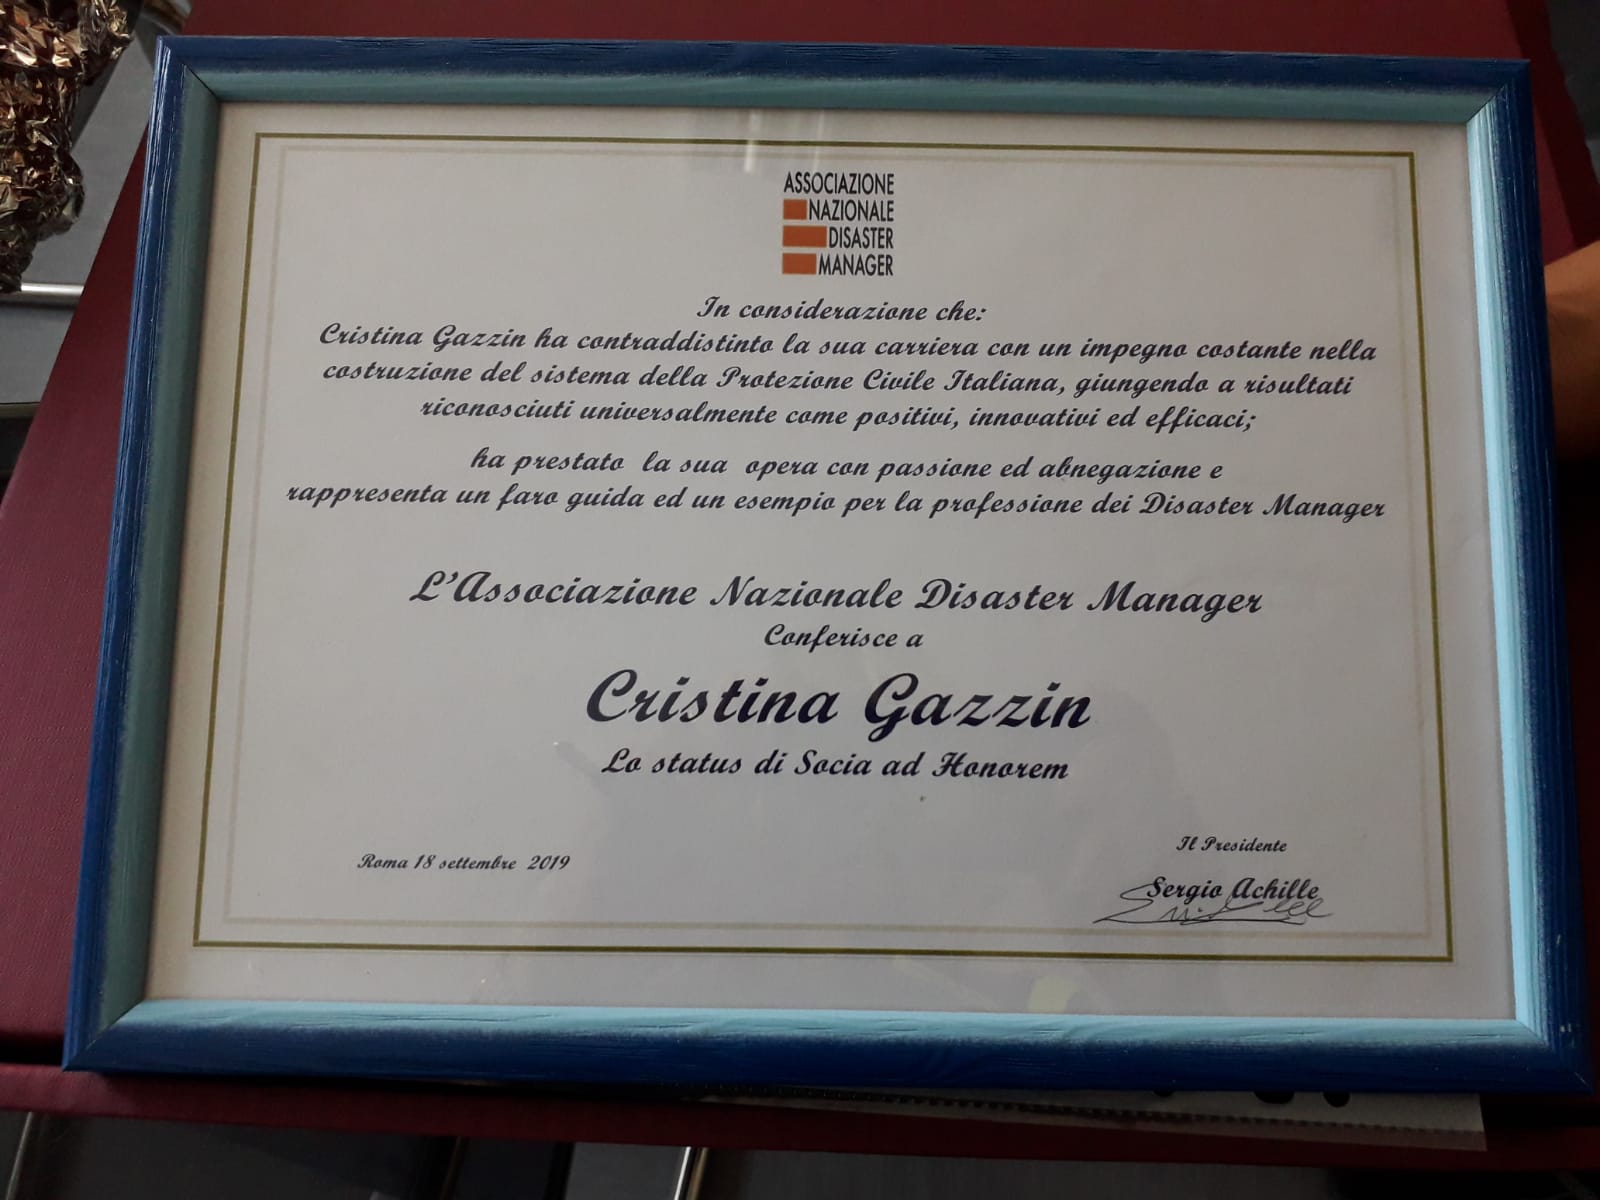 ASSOCIAZIONE
NAZIONALE
DISASTER
MANAGER
In considerazione che:
Cristina Gazzin ha contraddistinto la sua carriera con un impegno costante nella
costruzione del sistema della Protezione Civile Italiana, giungendo a risultati
riconosciuti universalmente come positivi, innovativi ed efficaci;
ha prestato la sua opera con passione ed abnegazione e
rappresenta un faro guida ed un esempio per la professione dei Disaster Manager
L'Associazione Nazionale Disaster Manager
Conferisce a
Cristina Gazzin
Lo status di Socia ad Honorem
Roma 18 settembre 2019
Il Presidente
Sergio Achille